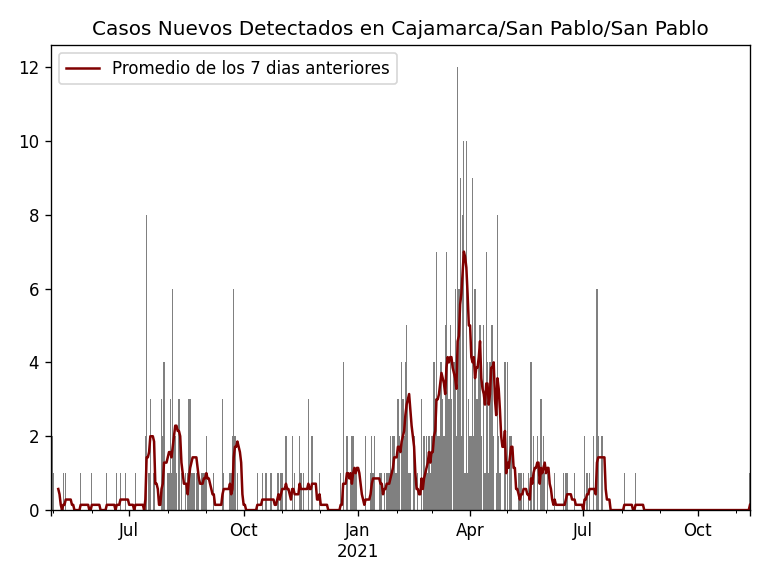 Casos Nuevos Detectados en Cajamarca/San Pablo/San Pablo
Promedio de los 7 dias anteriores
12
10
8
6
4
2
0
Jul
Oct
Jan
2021
Apr
Jul
Oct